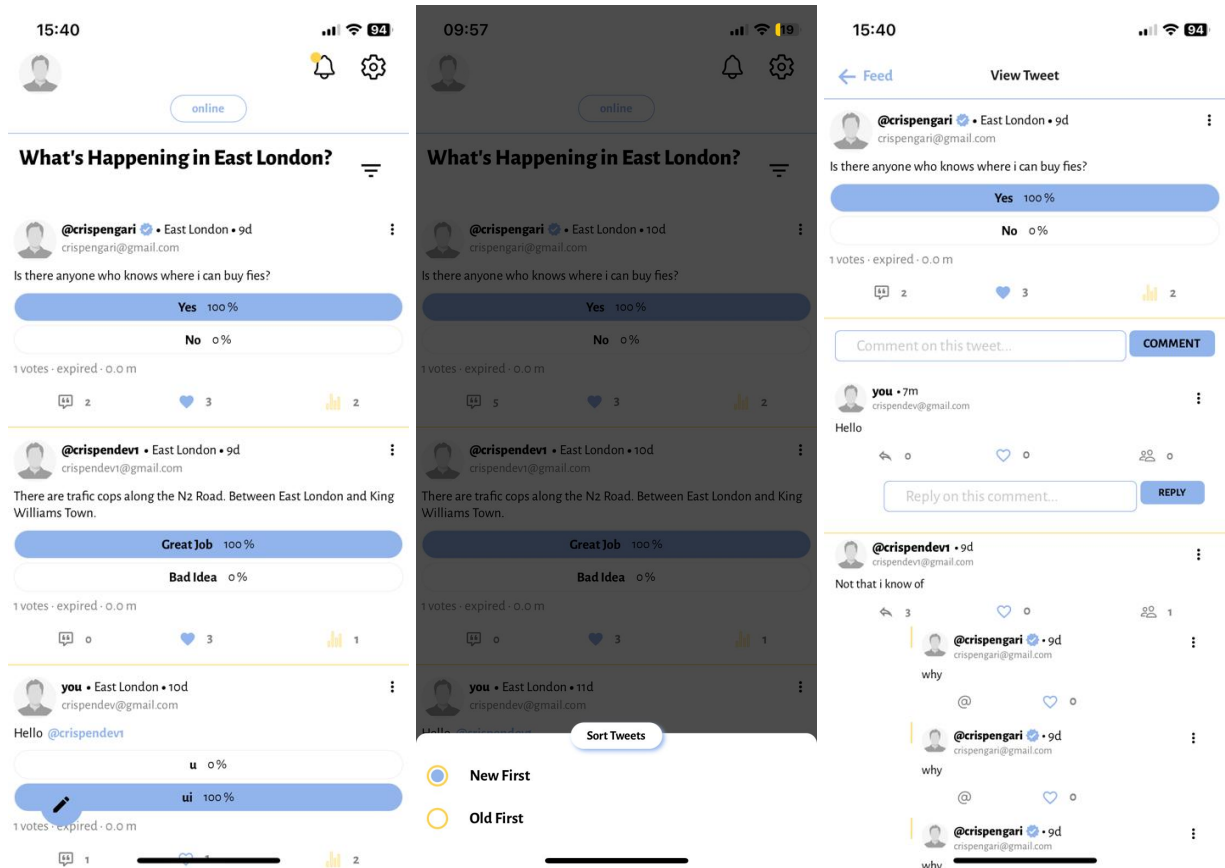 15:40
94
online
What's Happening in East London?
@crispengari • East London • 9d
crispengari@gmail.com
Is there anyone who knows where i can buy fies?
Yes 100 %
No 0 %
1 votes · expired · 0.0 m
2 3 2
@crispendev1 • East London • 9d
crispendev1@gmail.com
There are trafic cops along the N2 Road. Between East London and King
Williams Town.
Great Job 100 %
Bad Idea 0 %
1 votes · expired · 0.0 m
0 3 1
you • East London • 10d
crispendev@gmail.com
Hello @crispendev1
u 0 %
ui 100 %
1 votes · expired · 0.0 m
1 2
09:57
19
online
What's Happening in East London?
@crispengari • East London • 10d
crispengari@gmail.com
Is there anyone who knows where i can buy fies?
Yes 100 %
No 0 %
1 votes · expired · 0.0 m
5 3 2
@crispendev1 • East London • 10d
crispendev1@gmail.com
There are trafic cops along the N2 Road. Between East London and King
Williams Town.
Great Job 100 %
Bad Idea 0 %
1 votes · expired · 0.0 m
0 3 1
you • East London • 11d
crispendev@gmail.com
Sort Tweets
New First
Old First
15:40
94
Feed
View Tweet
@crispengari • East London • 9d
crispengari@gmail.com
Is there anyone who knows where i can buy fies?
Yes 100 %
No 0 %
1 votes · expired · 0.0 m
2 3 2
Comment on this tweet...
COMMENT
you • 7m
crispendev@gmail.com
Hello
0 0 0
Reply on this comment...
REPLY
@crispendev1 • 9d
crispendev1@gmail.com
Not that i know of
3 0 1
@crispengari • 9d
crispengari@gmail.com
why
@ 0
@crispengari • 9d
crispengari@gmail.com
why
@ 0
@crispengari • 9d
crispengari@gmail.com
why